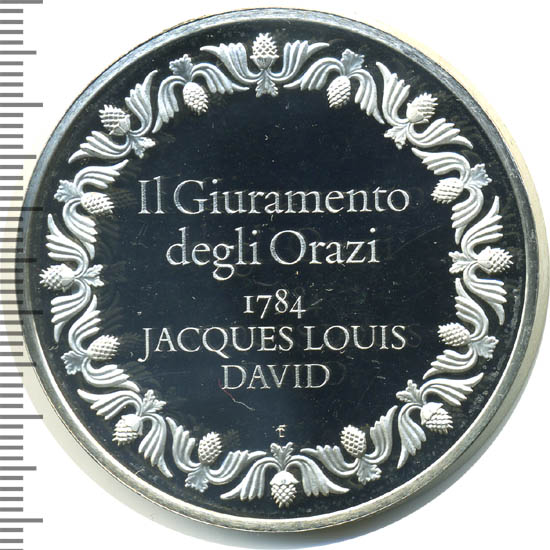 Il Giuramento
degli Orazi
1784
JACQUES LOUIS
DAVID